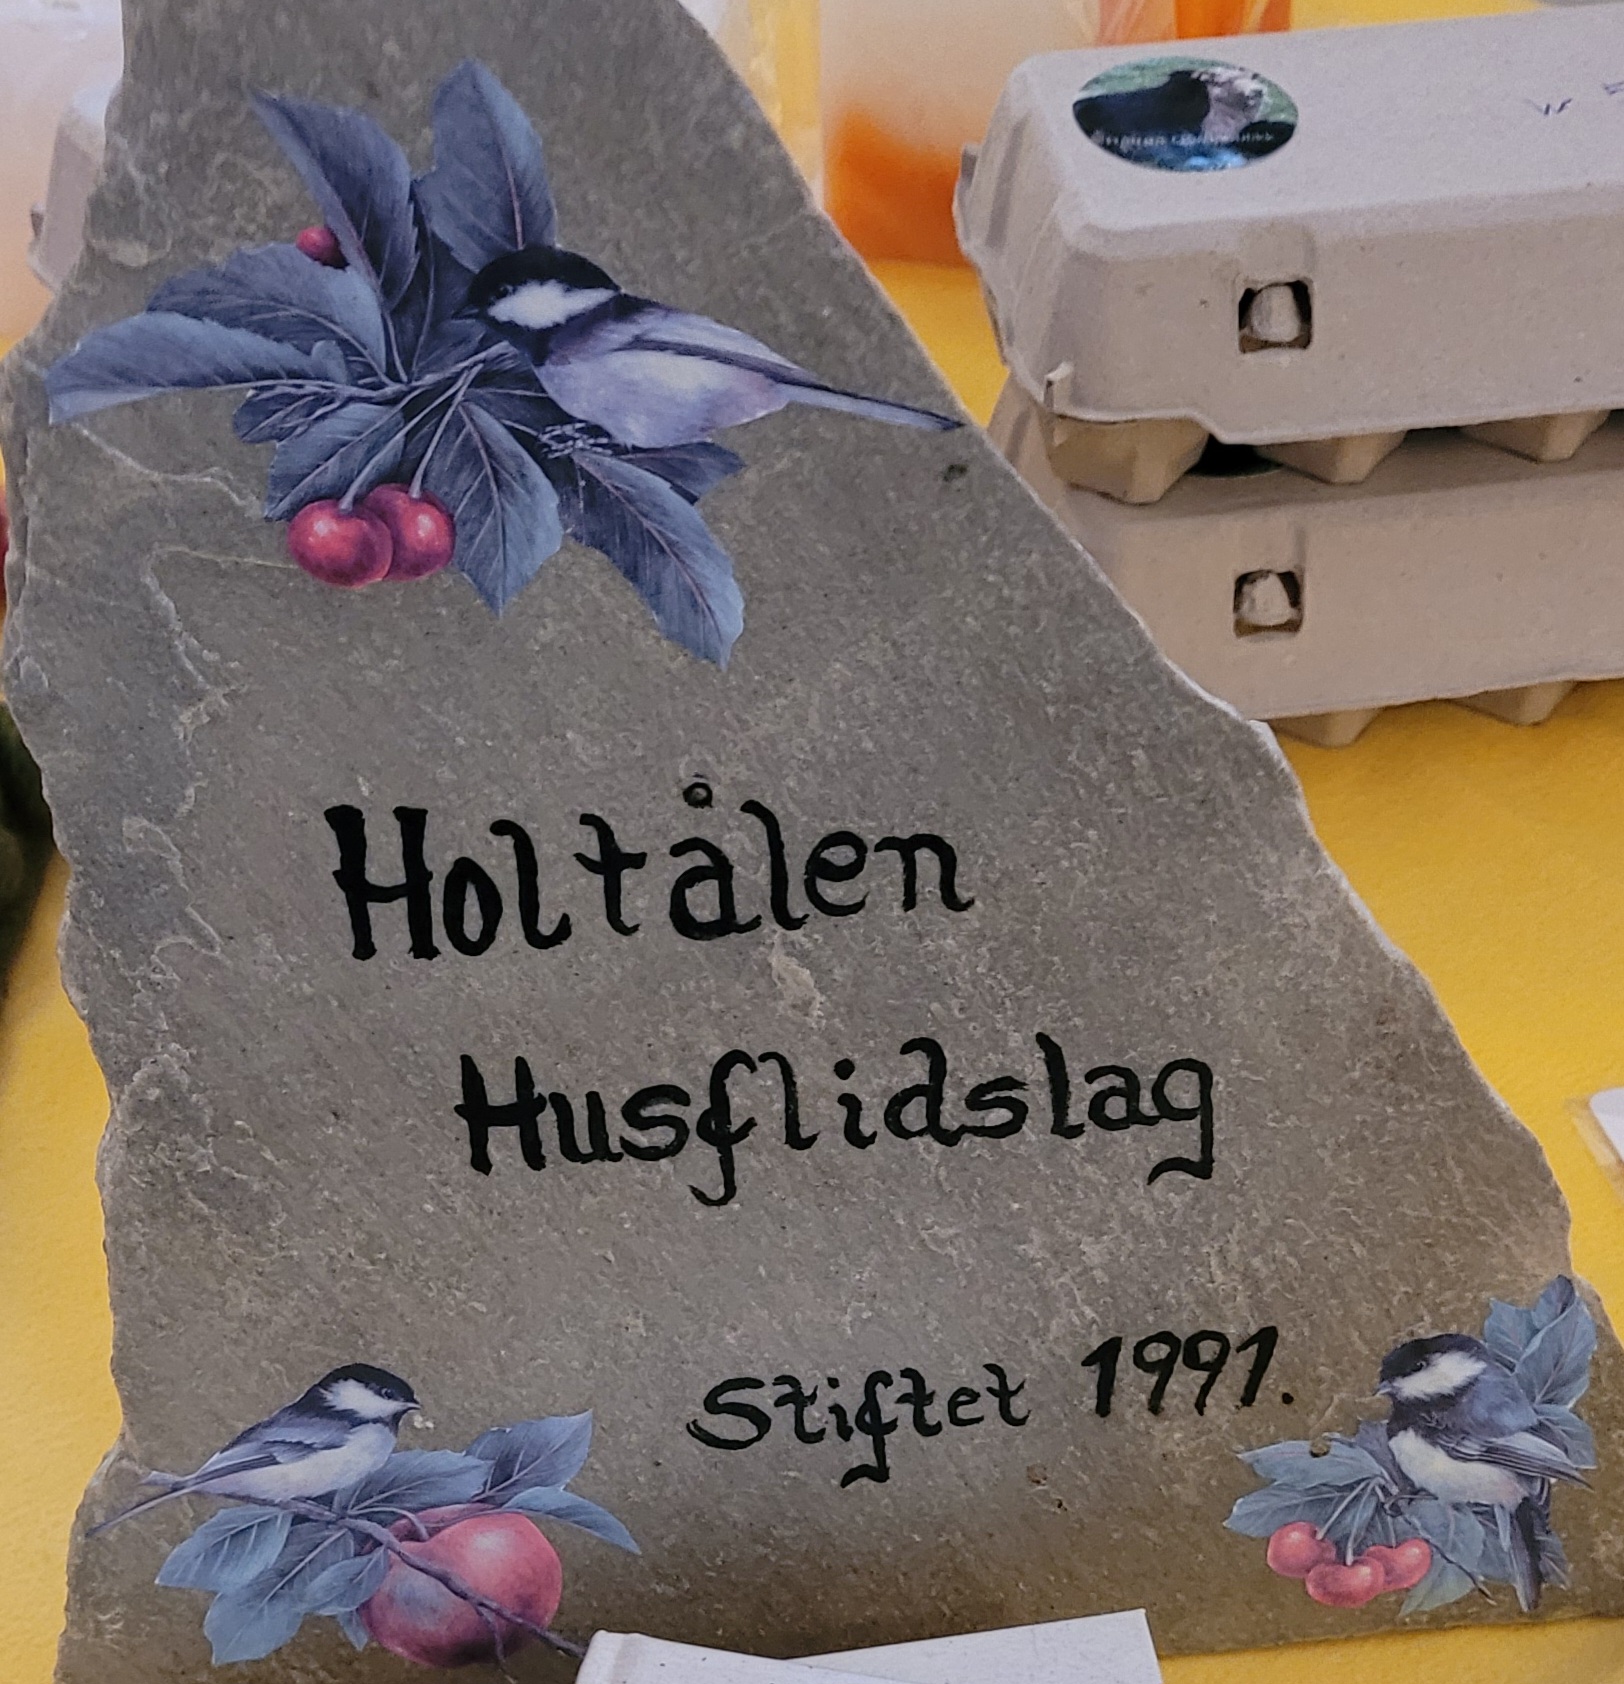 Holtålen
Husflidslag
Stiftet 1991.